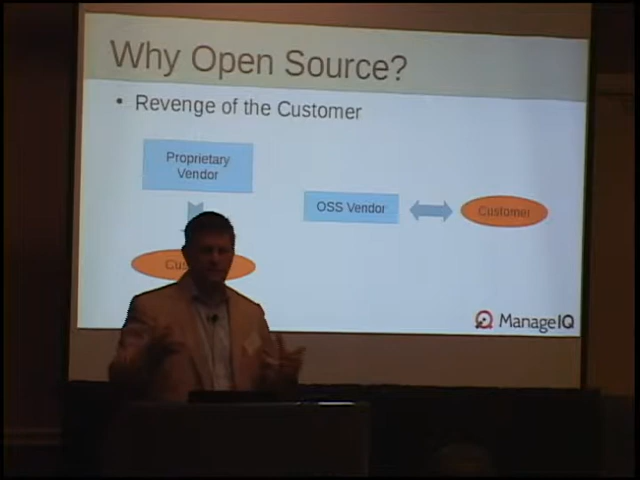 Why Open Source?
• Revenge of the Customer
Proprietary
Vendor
OSS Vendor
Customer
ManageIQ